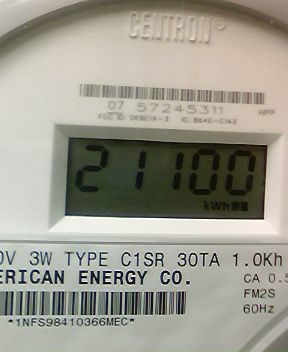 CENTRON®
07 57245311
HPP
21100
kWh
0V 3W TYPE C1SR 30TA 1.0Kh
ERICAN ENERGY CO.
CA 0.5
FM2S
60Hz
*1NFS98410366MEC*